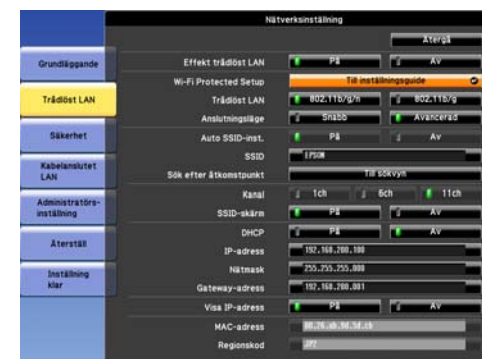 Nätverksinställning
Återgå
Grundläggande
Trådlöst LAN
Säkerhet
Kabelanslutet
LAN
Administratörs-
inställning
Återställ
Inställning
klar
Effekt trådlöst LAN På Av
Wi-Fi Protected Setup Till inställningsguide
Trådlöst LAN 802.11b/g/n 802.11b/g
Anslutningsläge Snabb Avancerad
Auto SSID-inst. På Av
SSID EPSON
Sök efter åtkomstpunkt Till sökvyn
Kanal 1ch 6ch 11ch
SSID-skärm På Av
DHCP På Av
IP-adress 192.168.200.100
Nätmask 255.255.255.000
Gateway-adress 192.168.200.001
Visa IP-adress På Av
MAC-adress
Regionskod JP2